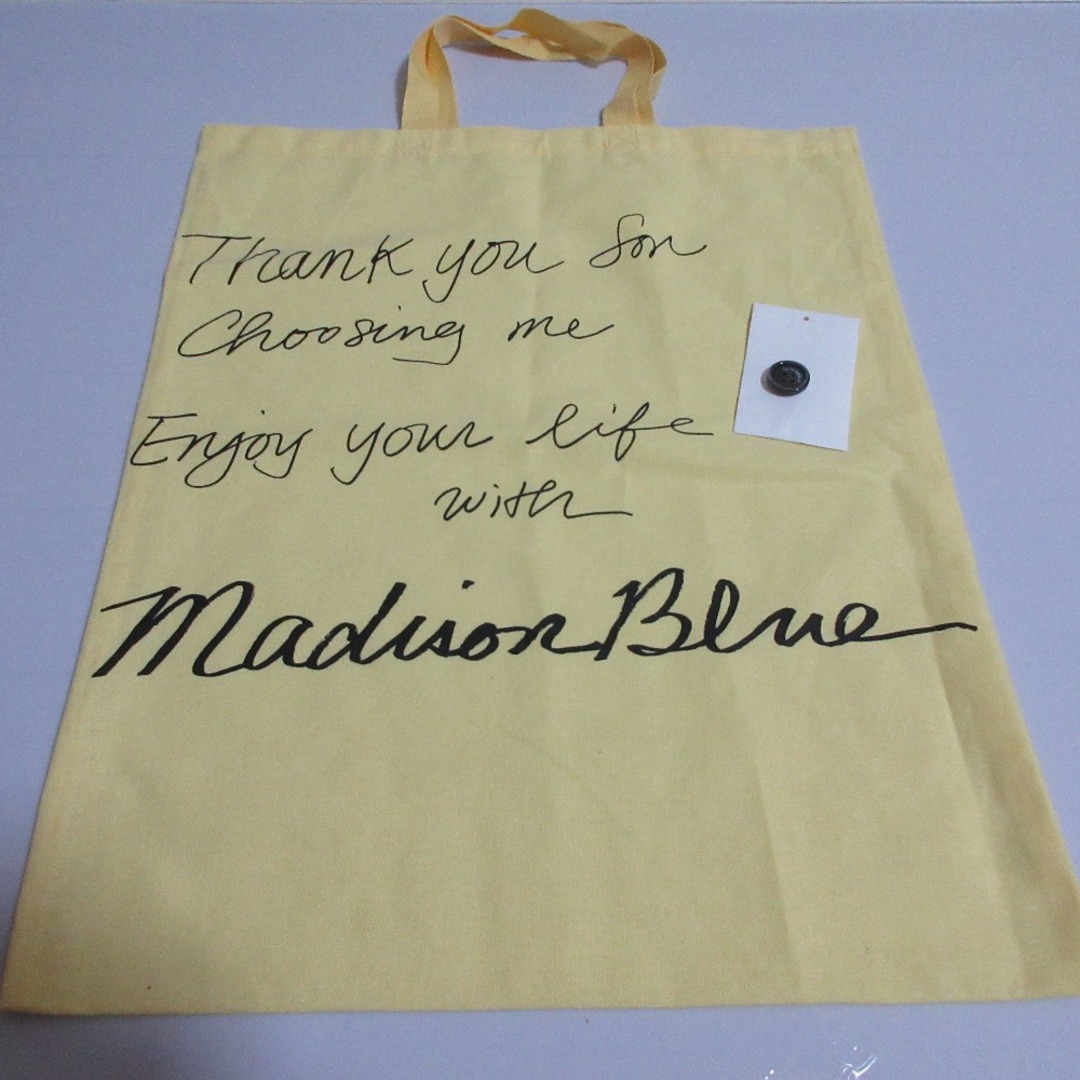 Thank you for
Choosing me
Enjoy your life
with
Madison Blue